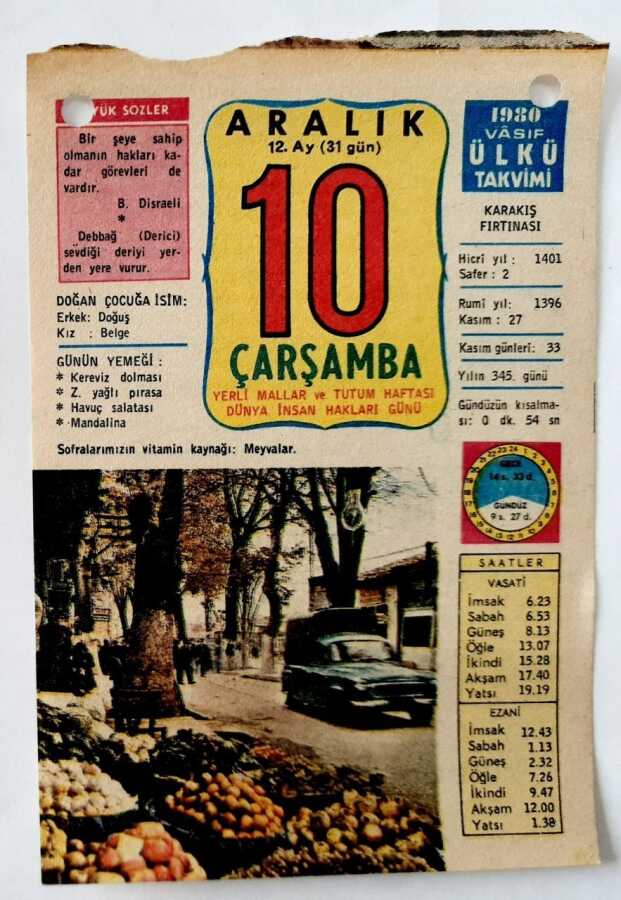 YÜK SOZLER
Bir şeye sahip
olmanın hakları ka-
dar görevleri de
vardır.
B. Disraeli
*
Debbağ (Derici)
sevdiği deriyi yer-
den yere vurur.
DOĞAN ÇOCUĞA İSİM:
Erkek: Doğuş
Kız : Belge
GÜNÜN YEMEĞİ :
* Kereviz dolması
* Z. yağlı pırasa
* Havuç salatası
* Mandalina
ARALIK
12. Ay (31 gün)
10
ÇARŞAMBA
YERLİ MALLAR ve TUTUM HAFTASI
DÜNYA İNSAN HAKLARI GÜNÜ
1980
VÂSIF
ÜLKÜ
TAKVİMİ
KARAKIŞ
FIRTINASI
Hicrî yıl : 1401
Safer : 2
Rumî yıl: 1396
Kasım : 27
Kasım günleri: 33
Yılın 345. günü
Gündüzün kısalma-
sı: 0 dk. 54 sn
Sofralarımızın vitamin kaynağı: Meyvalar.
GECE
14 s. 33 d.
GÜNDÜZ
9 s. 27 d.
SAATLER
VASATİ
İmsak 6.23
Sabah 6.53
Güneş 8.13
Öğle 13.07
İkindi 15.28
Akşam 17.40
Yatsı 19.19
EZANİ
İmsak 12.43
Sabah 1.13
Güneş 2.32
Öğle 7.26
İkindi 9.47
Akşam 12.00
Yatsı 1.38